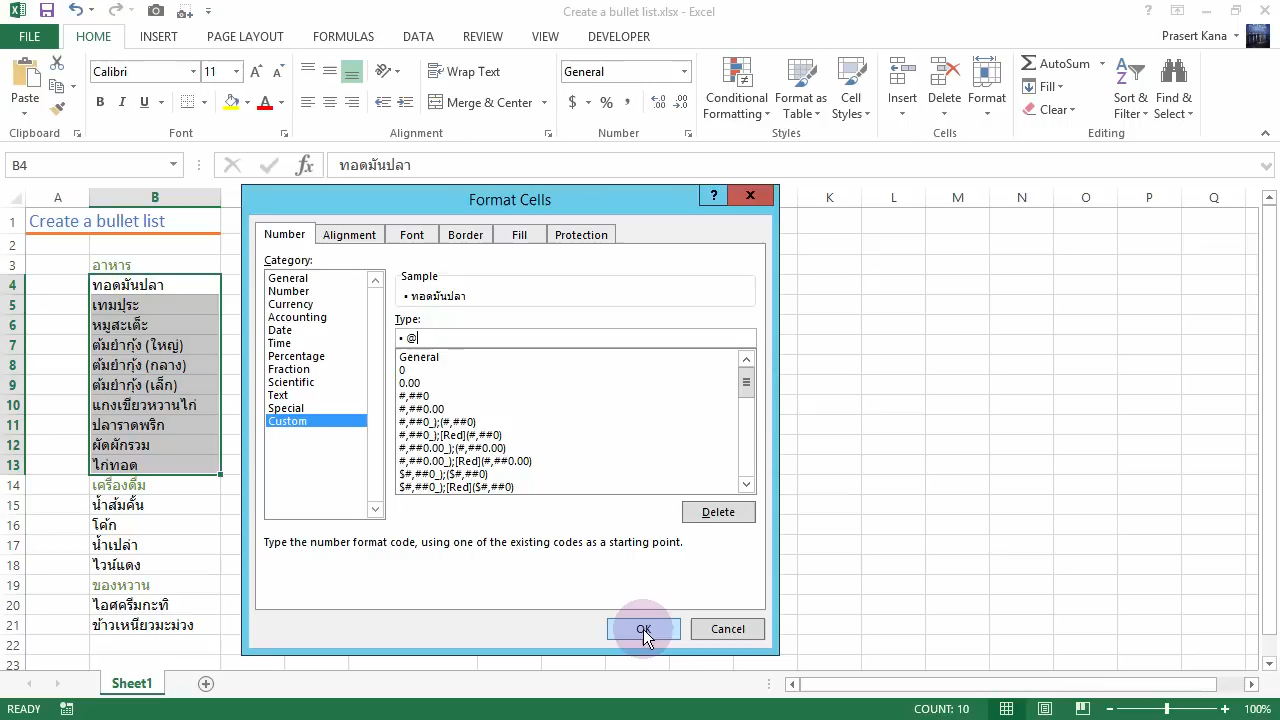 Create a bullet list.xlsx - Excel
FILE HOME INSERT PAGE LAYOUT FORMULAS DATA REVIEW VIEW DEVELOPER
Prasert Kana
Paste
Calibri 11
B I U A
Wrap Text
Merge & Center
General
$ % ,
Conditional Formatting
Format as Table
Cell Styles
Insert Delete Format
AutoSum
Fill
Clear
Sort & Filter
Find & Select
Clipboard Font Alignment Number Styles Cells Editing
B4 fx ทอดมันปลา
A B K L M N O P Q
1 Create a bullet list
2
3 อาหาร
4 ทอดมันปลา
5 เทมปุระ
6 หมูสะเต๊ะ
7 ต้มยำกุ้ง (ใหญ่)
8 ต้มยำกุ้ง (กลาง)
9 ต้มยำกุ้ง (เล็ก)
10 แกงเขียวหวานไก่
11 ปลาราดพริก
12 ผัดผักรวม
13 ไก่ทอด
14 เครื่องดื่ม
15 น้ำส้มคั้น
16 โค้ก
17 น้ำเปล่า
18 ไวน์แดง
19 ของหวาน
20 ไอศครีมกะทิ
21 ข้าวเหนียวมะม่วง
22
23
Format Cells
Number Alignment Font Border Fill Protection
Category:
General
Number
Currency
Accounting
Date
Time
Percentage
Fraction
Scientific
Text
Special
Custom
Sample
▪ ทอดมันปลา
Type:
▪ @
General
0
0.00
#,##0
#,##0.00
#,##0_);(#,##0)
#,##0_);[Red](#,##0)
#,##0.00_);(#,##0.00)
#,##0.00_);[Red](#,##0.00)
$#,##0_);($#,##0)
$#,##0_);[Red]($#,##0)
Delete
Type the number format code, using one of the existing codes as a starting point.
OK Cancel
Sheet1
READY COUNT: 10 100%